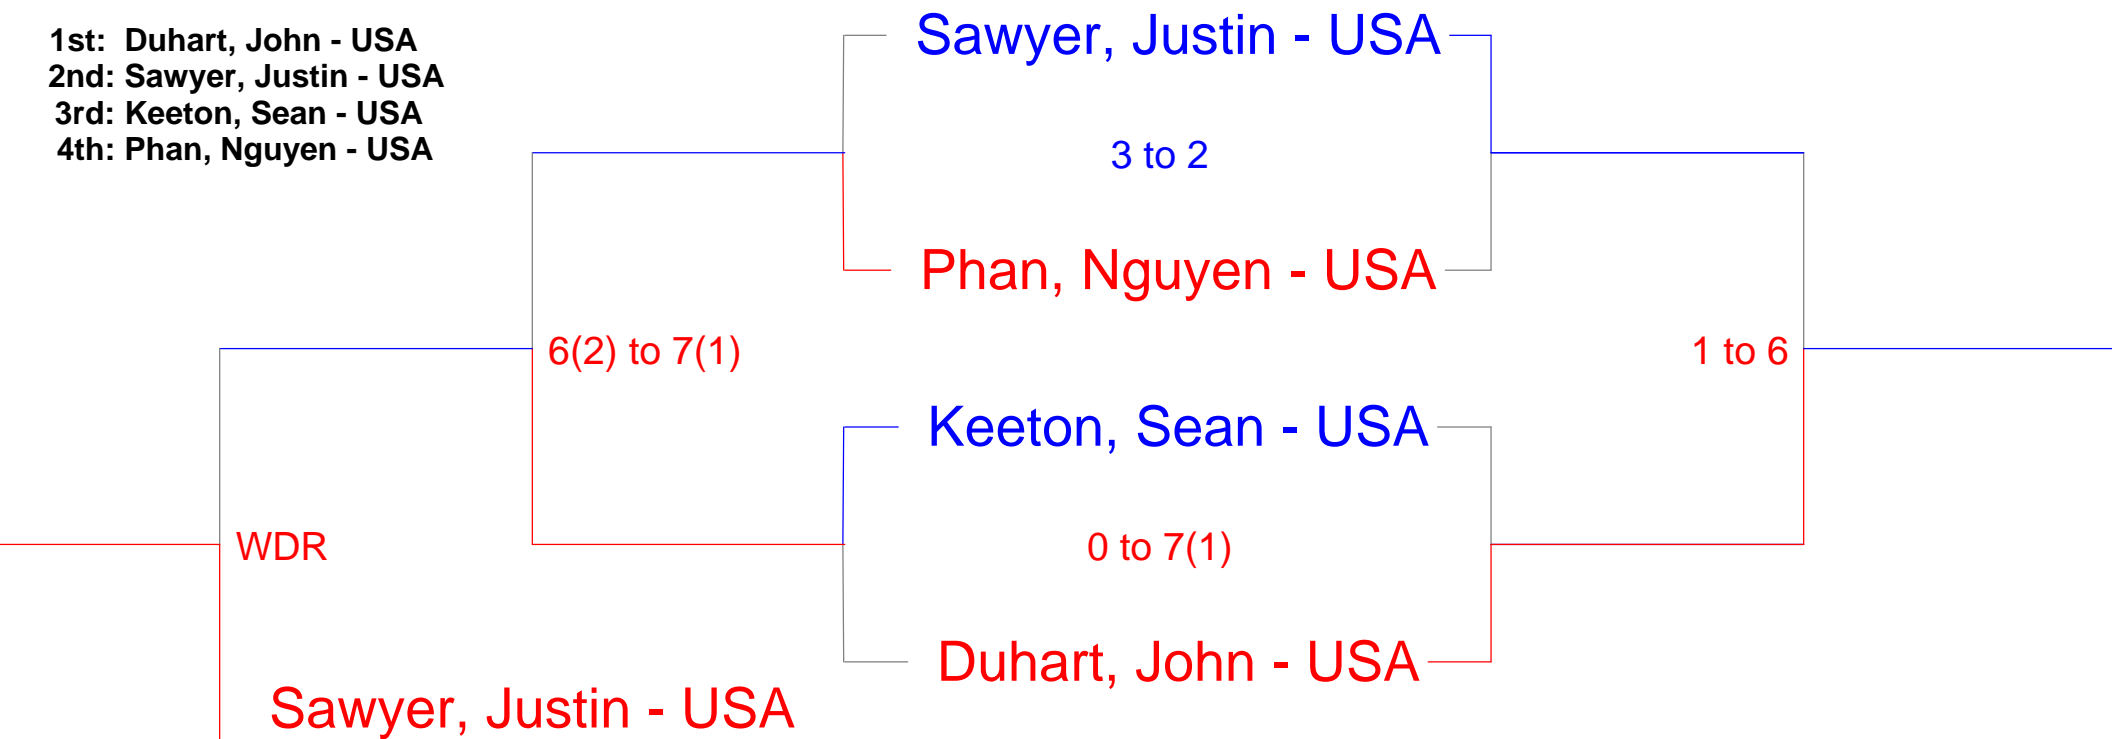 1st: Duhart, John - USA
2nd: Sawyer, Justin - USA
3rd: Keeton, Sean - USA
4th: Phan, Nguyen - USA
Sawyer, Justin - USA
3 to 2
Phan, Nguyen - USA
6(2) to 7(1)
1 to 6
Keeton, Sean - USA
WDR
0 to 7(1)
Duhart, John - USA
Sawyer, Justin - USA